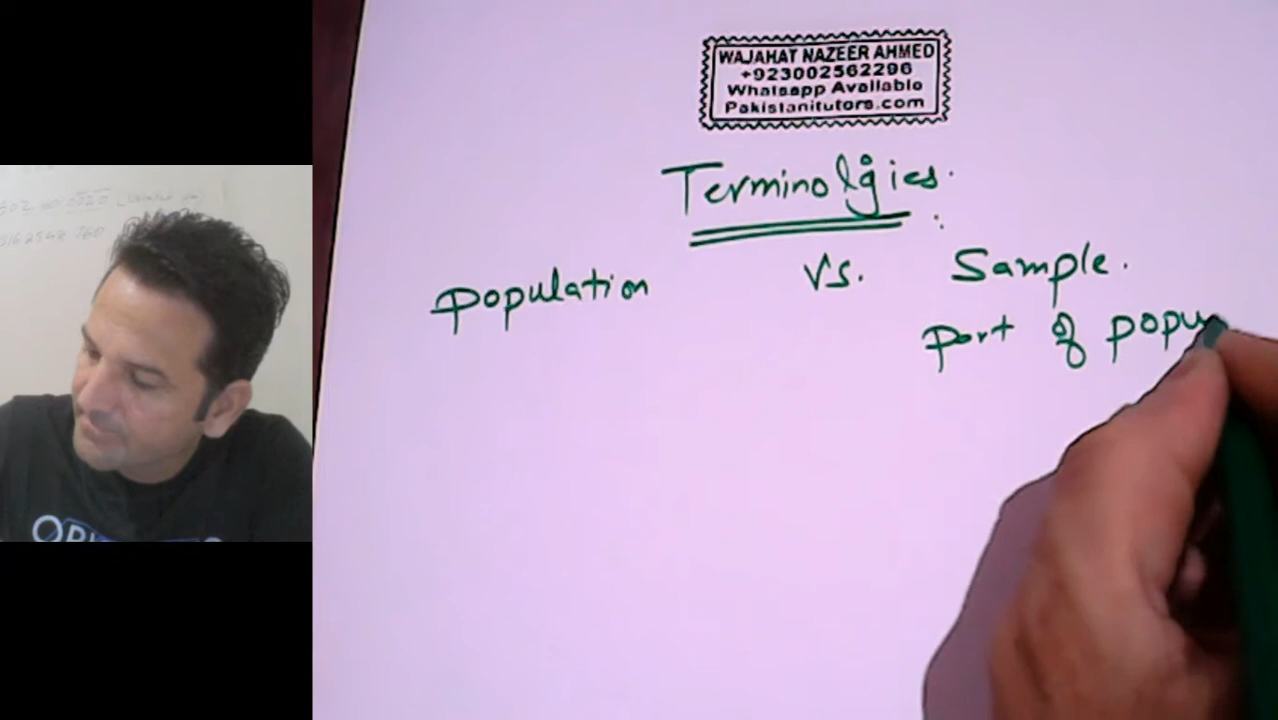 WAJAHAT NAZEER AHMED
+923002562296
Whatsapp Available
Pakistanitutors.com
Terminolgies.
Population vs. Sample.
Part of popu